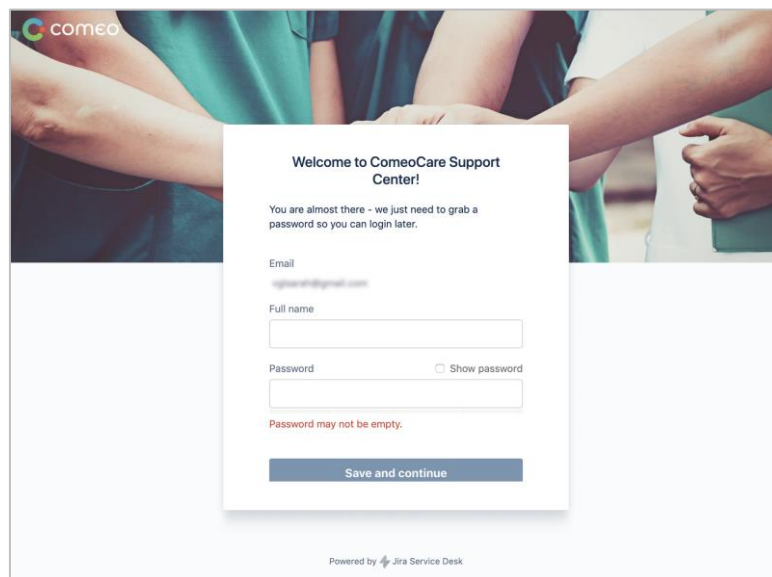 comeo
Welcome to ComeoCare Support
Center!
You are almost there - we just need to grab a
password so you can login later.
Email
Full name
Password
Show password
Password may not be empty.
Save and continue
Powered by Jira Service Desk